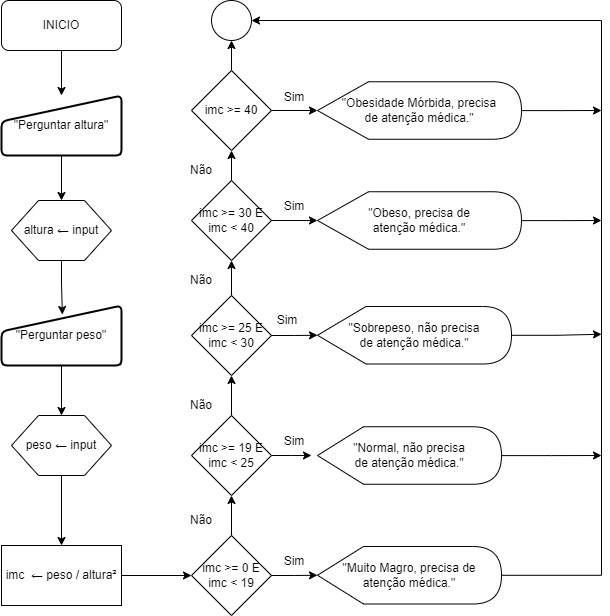 INICIO
"Perguntar altura"
altura ← input
"Perguntar peso"
peso ← input
imc ← peso / altura²
imc >= 0 E
imc < 19
Sim
"Muito Magro, precisa de
atenção médica."
Não
imc >= 19 E
imc < 25
Sim
"Normal, não precisa
de atenção médica."
Não
imc >= 25 E
imc < 30
Sim
"Sobrepeso, não precisa
de atenção médica."
Não
imc >= 30 E
imc < 40
Sim
"Obeso, precisa de
atenção médica."
Não
imc >= 40
Sim
"Obesidade Mórbida, precisa
de atenção médica."